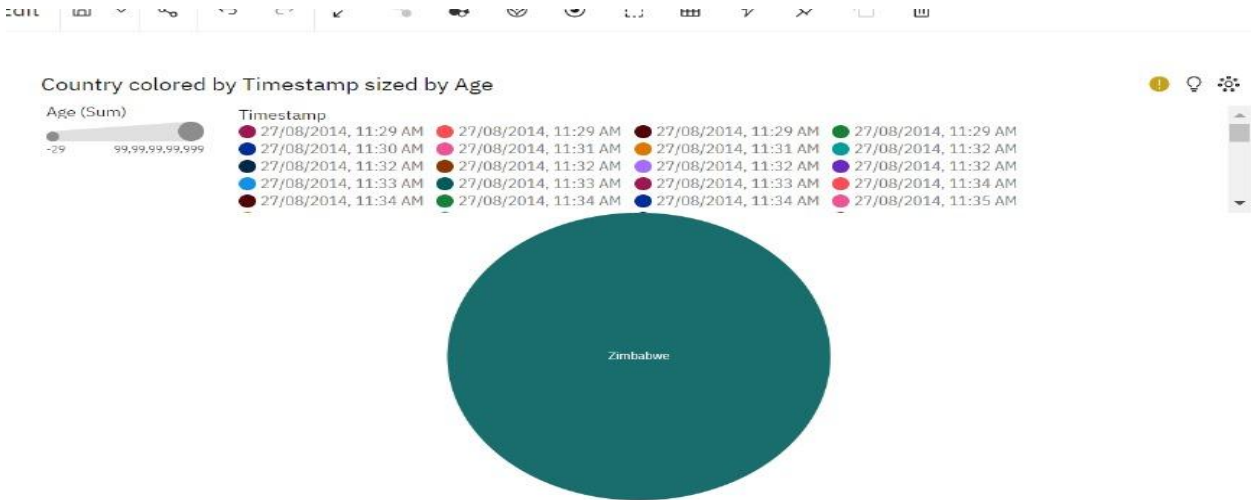 Edit
Country colored by Timestamp sized by Age
Age (Sum)
-29 99,99,99,99,999
Timestamp
27/08/2014, 11:29 AM 27/08/2014, 11:29 AM 27/08/2014, 11:29 AM 27/08/2014, 11:29 AM
27/08/2014, 11:30 AM 27/08/2014, 11:31 AM 27/08/2014, 11:31 AM 27/08/2014, 11:32 AM
27/08/2014, 11:32 AM 27/08/2014, 11:32 AM 27/08/2014, 11:32 AM 27/08/2014, 11:32 AM
27/08/2014, 11:33 AM 27/08/2014, 11:33 AM 27/08/2014, 11:33 AM 27/08/2014, 11:34 AM
27/08/2014, 11:34 AM 27/08/2014, 11:34 AM 27/08/2014, 11:34 AM 27/08/2014, 11:35 AM
Zimbabwe